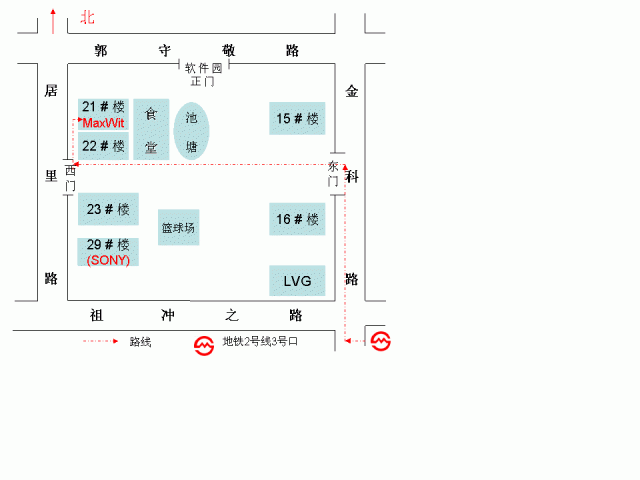 北
郭守敬路
软件园
正门
居里路
金科路
21＃楼
MaxWit
22＃楼
食堂
池塘
15＃楼
西门
东门
23＃楼
29＃楼
(SONY)
篮球场
16＃楼
LVG
祖冲之路
路线
地铁2号线3号口